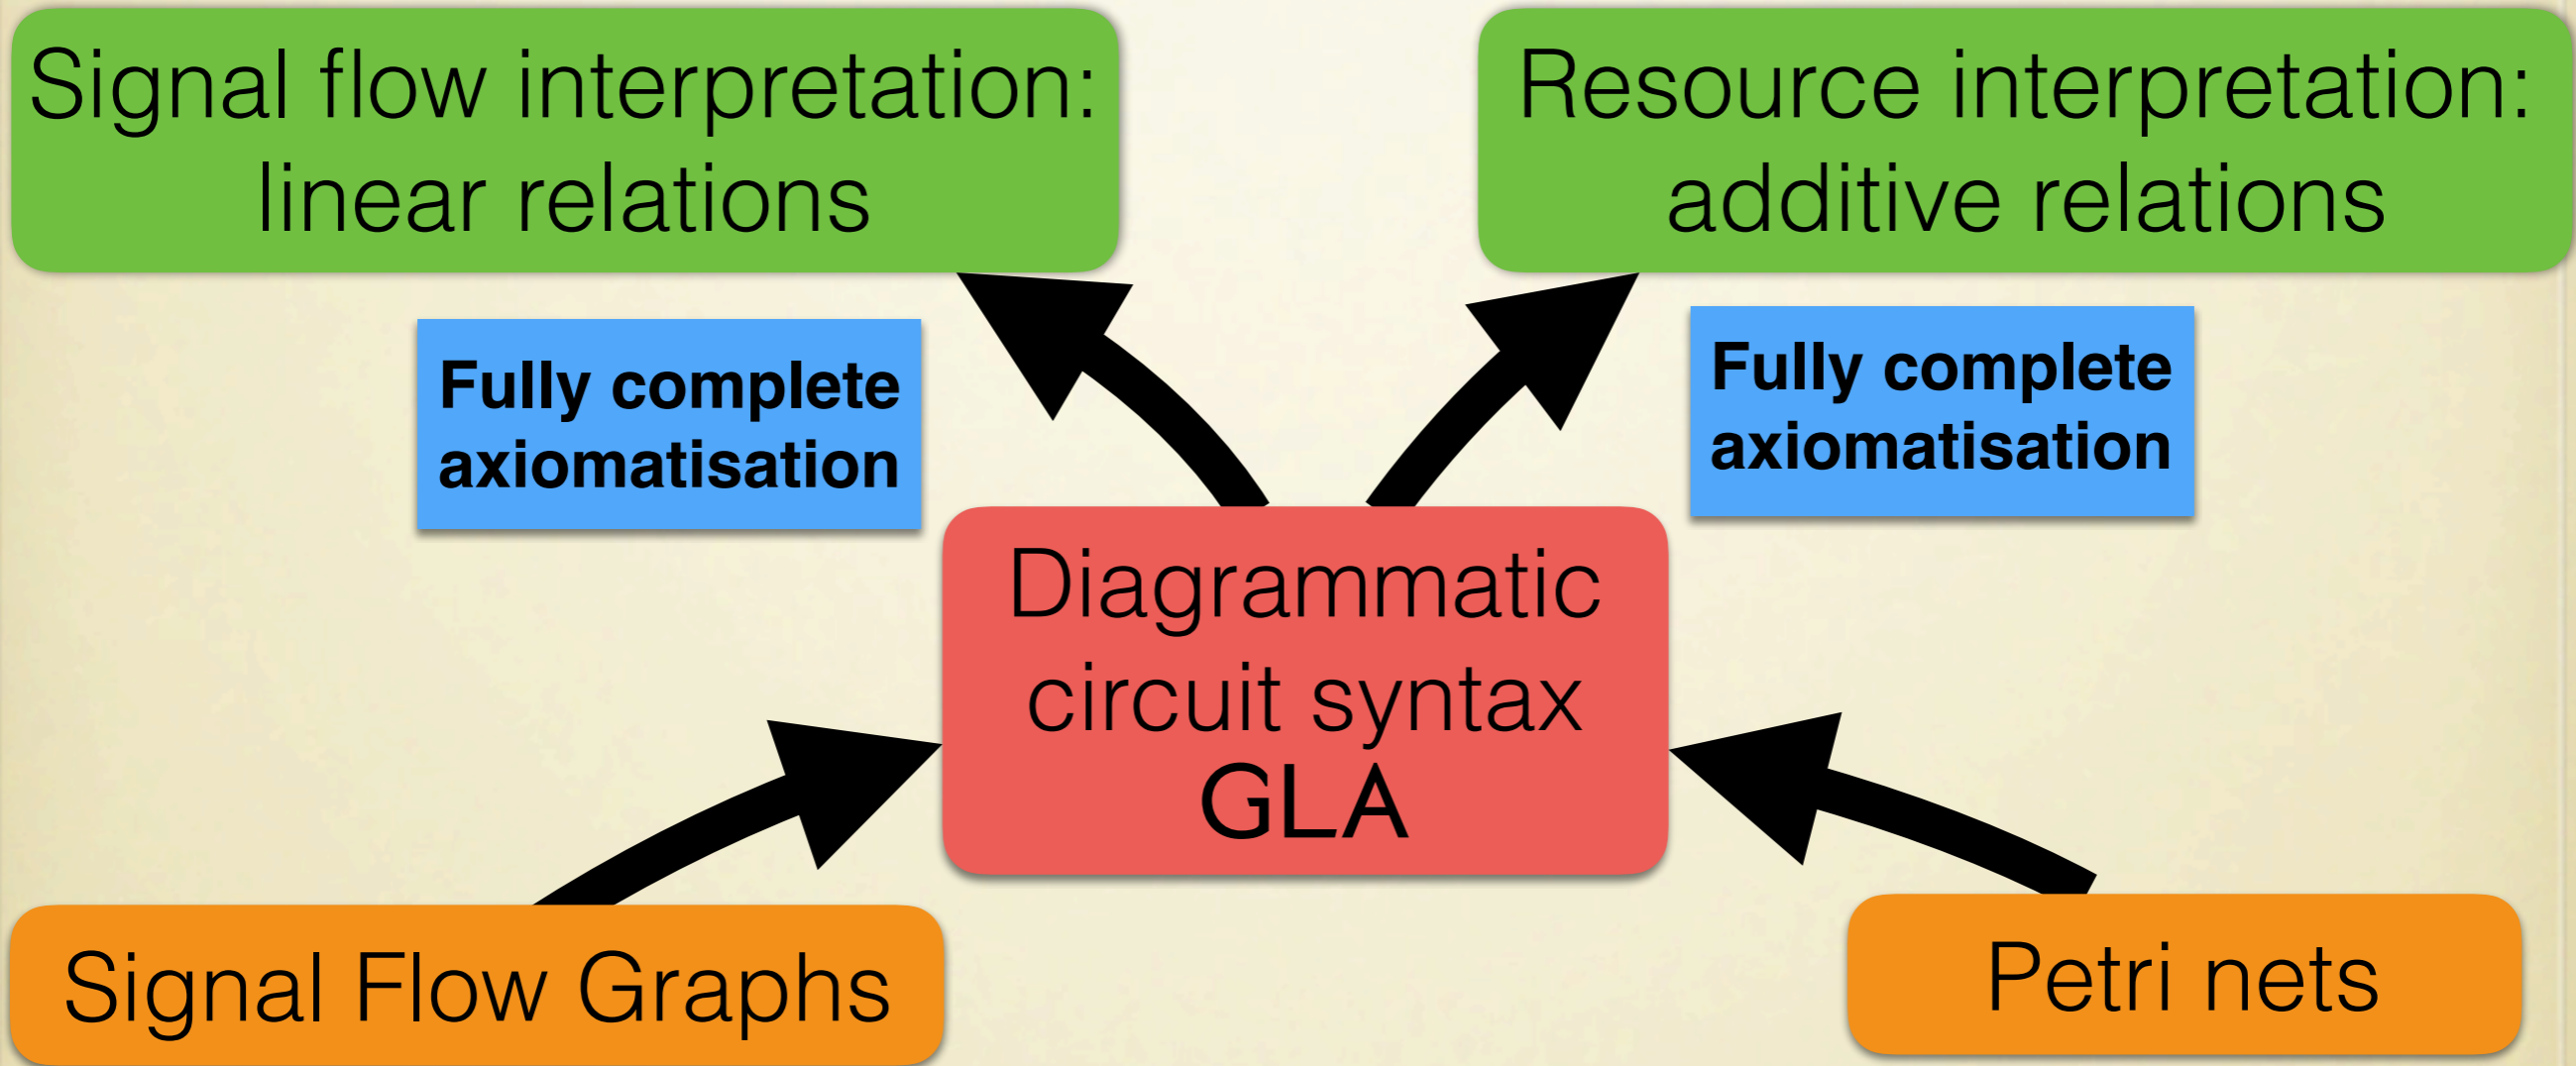 Signal flow interpretation:
linear relations
Resource interpretation:
additive relations
Fully complete
axiomatisation
Fully complete
axiomatisation
Diagrammatic
circuit syntax
GLA
Signal Flow Graphs
Petri nets